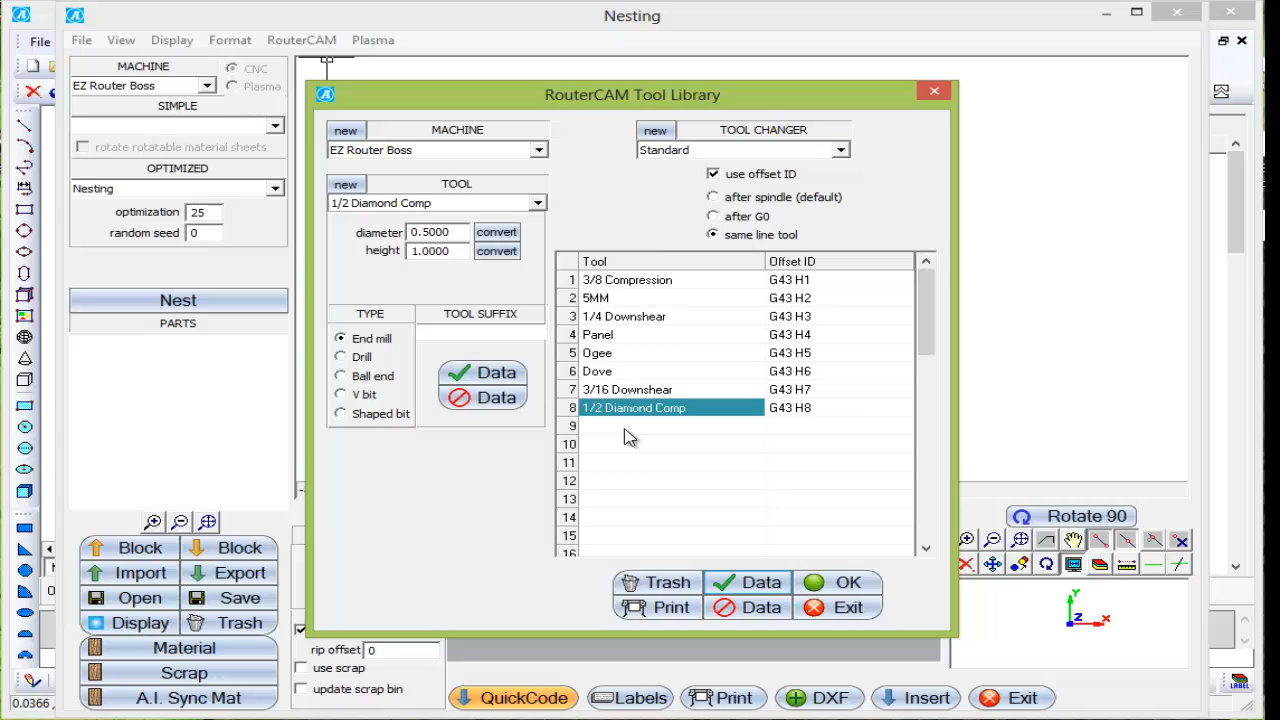 Nesting
File
File View Display Format RouterCAM Plasma
MACHINE
EZ Router Boss
CNC
Plasma
SIMPLE
rotate rotatable material sheets
OPTIMIZED
Nesting
optimization 25
random seed 0
Nest
PARTS
Block Block
Import Export
Open Save
Display Trash
Material
Scrap
A.I. Sync Mat
RouterCAM Tool Library
new MACHINE
EZ Router Boss
new TOOL CHANGER
Standard
use offset ID
after spindle (default)
after G0
same line tool
new TOOL
1/2 Diamond Comp
diameter 0.5000 convert
height 1.0000 convert
TYPE
End mill
Drill
Ball end
V bit
Shaped bit
TOOL SUFFIX
Data
Data
Tool Offset ID
1 3/8 Compression G43 H1
2 5MM G43 H2
3 1/4 Downshear G43 H3
4 Panel G43 H4
5 Ogee G43 H5
6 Dove G43 H6
7 3/16 Downshear G43 H7
8 1/2 Diamond Comp G43 H8
9
10
11
12
13
14
15
16
Trash Data OK
Print Data Exit
Rotate 90
Y
Z X
rip offset 0
use scrap
update scrap bin
QuickCode Labels Print DXF Insert Exit
0.0366
LABEL